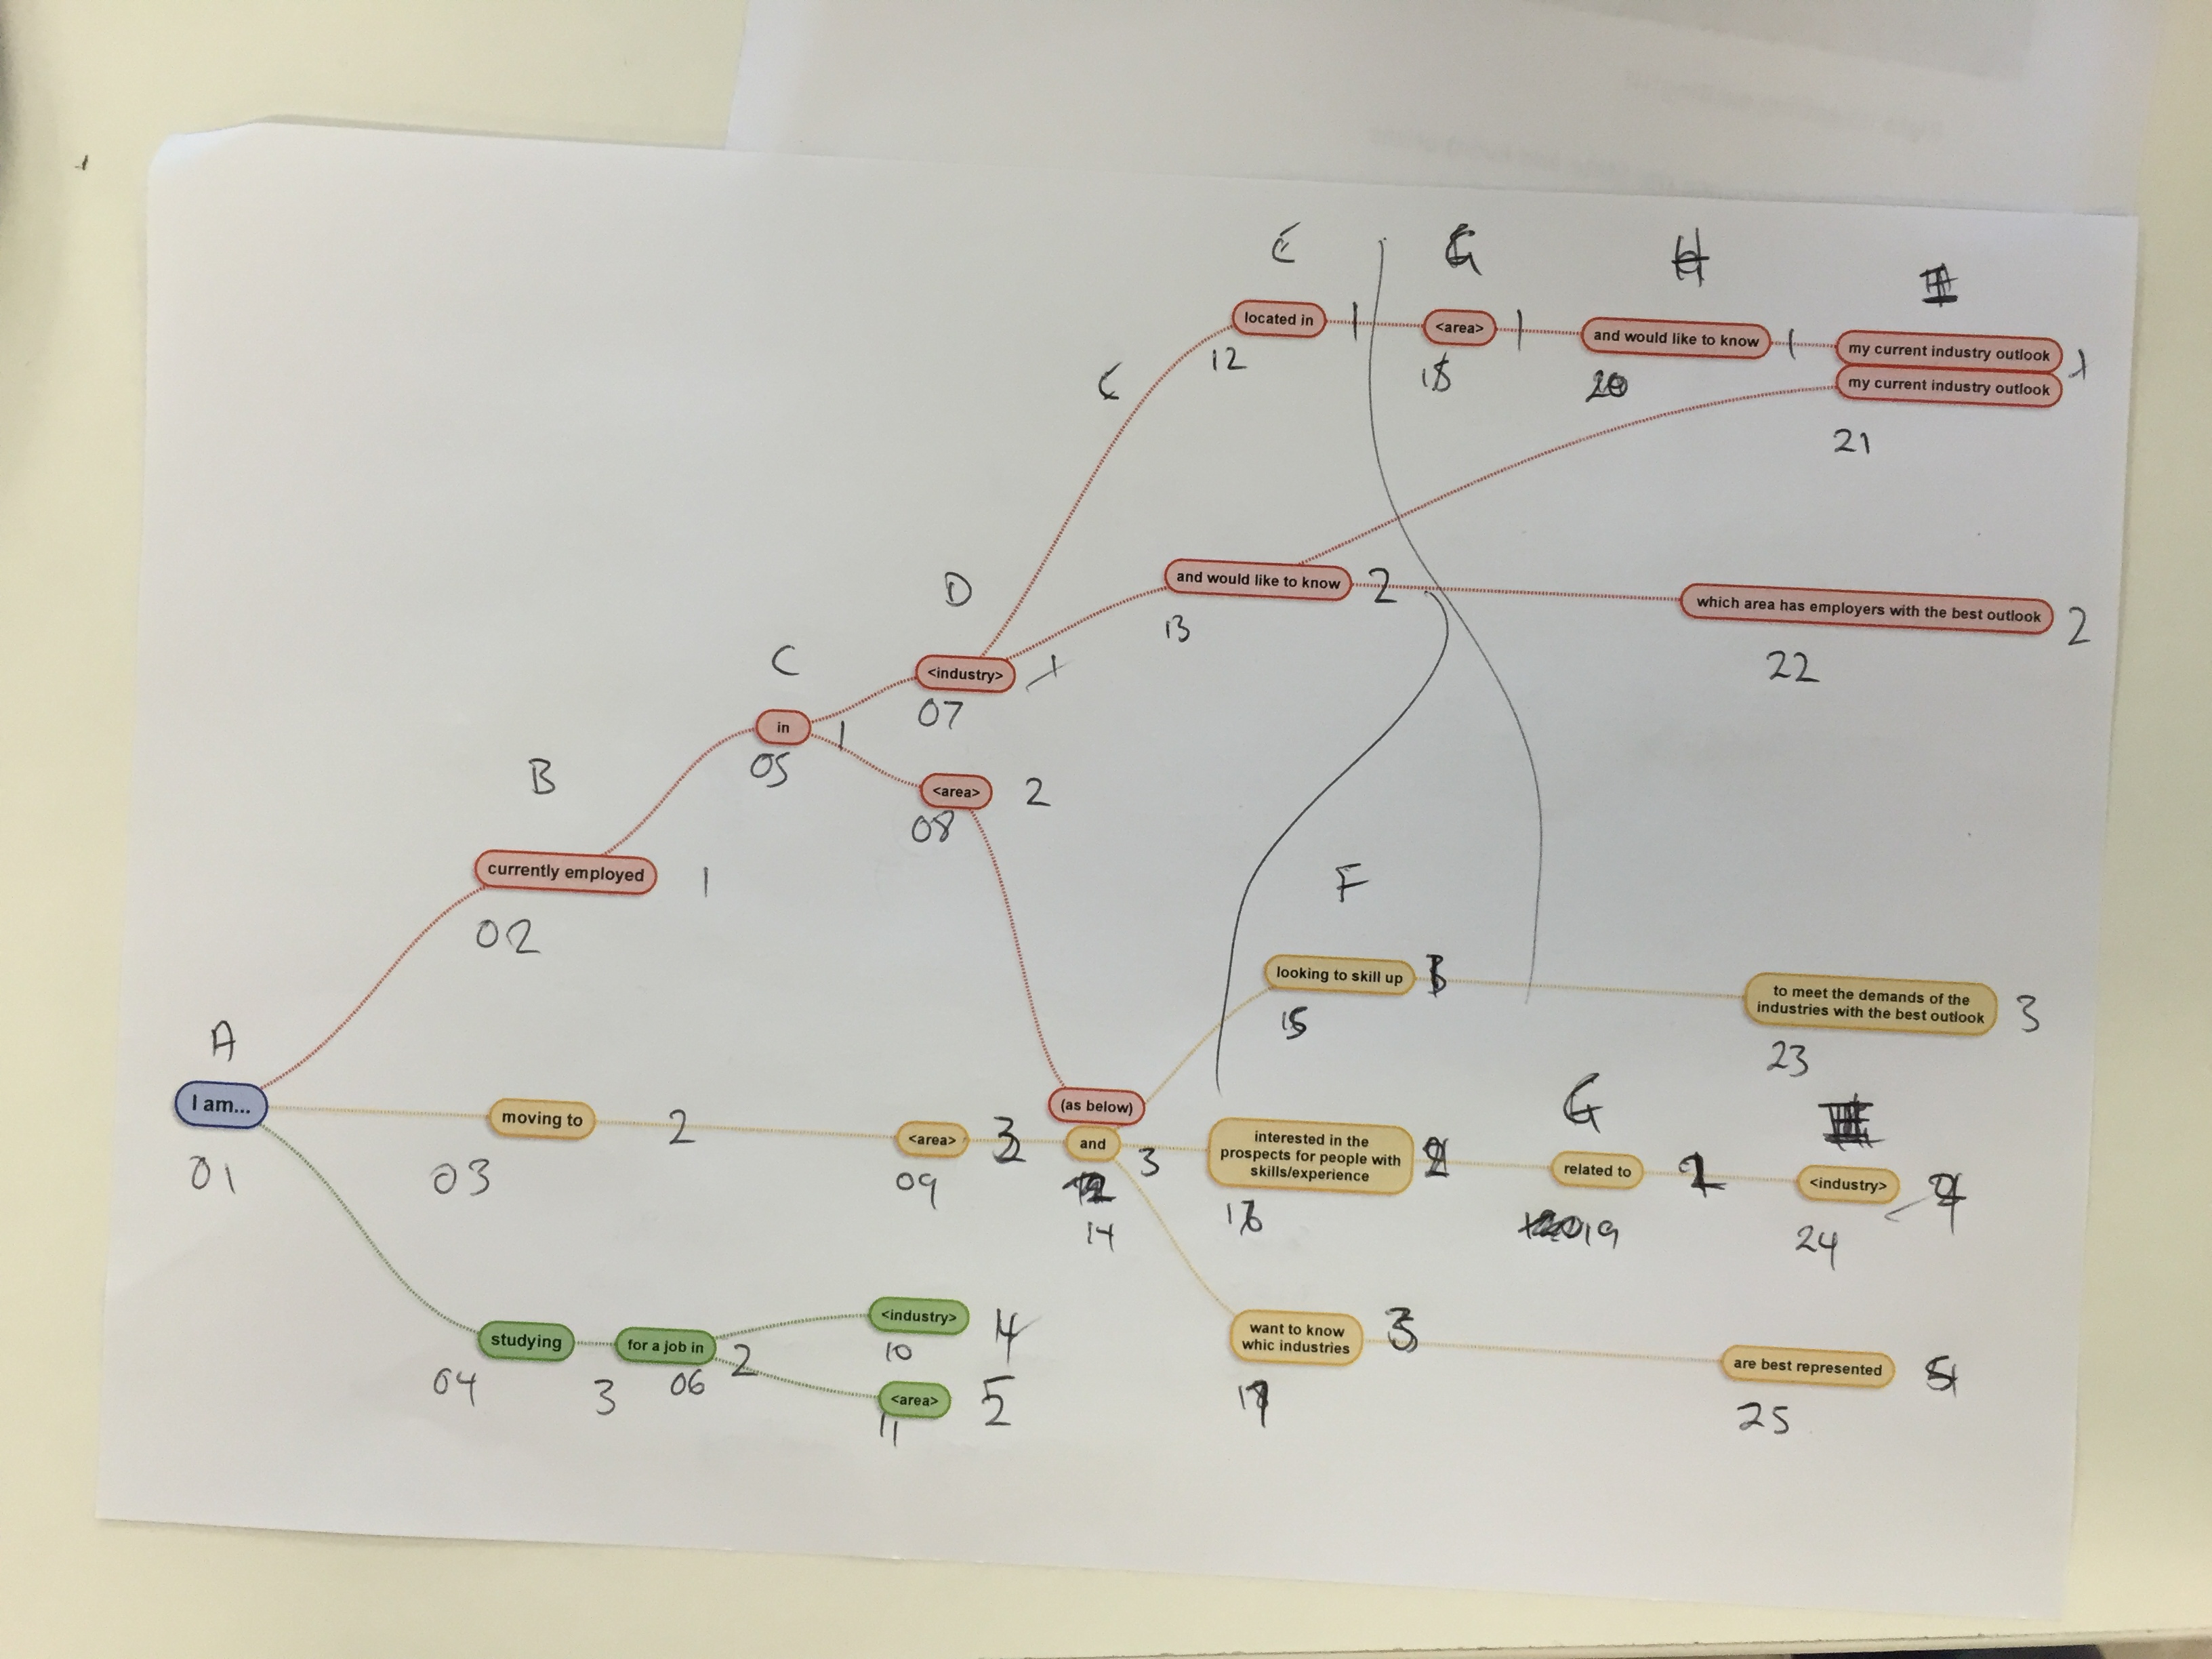 A
I am...
01
B
currently employed
02
1
C
in
05
1
D
<industry>
07
1
<area>
08
2
(as below)
C
E
located in
12
1
G
<area>
18
1
H
and would like to know
20
1
my current industry outlook
my current industry outlook
21
1
and would like to know
13
2
which area has employers with the best outlook
22
2
moving to
03
2
<area>
09
3
and
14
3
F
looking to skill up
15
3
to meet the demands of the
industries with the best outlook
23
3
interested in the
prospects for people with
skills/experience
16
G
related to
19
<industry>
24
4
want to know
whic industries
17
3
are best represented
25
5
studying
04
3
for a job in
06
2
<industry>
10
4
<area>
11
5